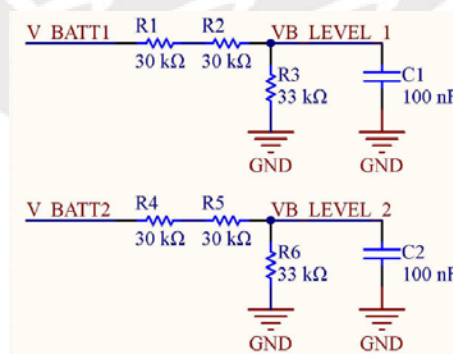 V_BATT1 R1 R2 VB_LEVEL_1
30 kΩ 30 kΩ R3 C1
33 kΩ 100 nF
GND GND
V_BATT2 R4 R5 VB_LEVEL_2
30 kΩ 30 kΩ R6 C2
33 kΩ 100 nF
GND GND